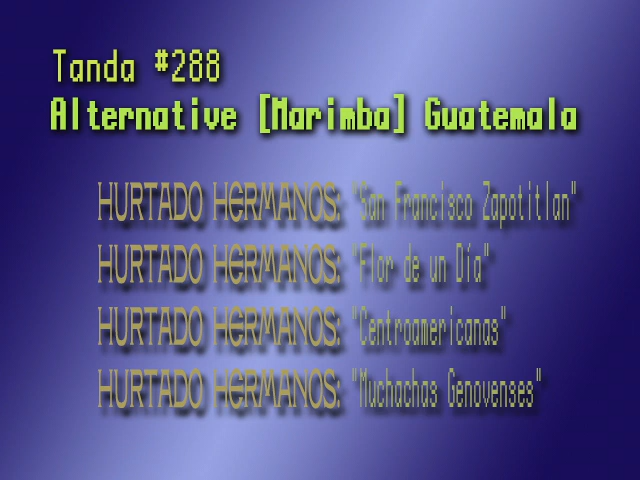 Tanda #288
Alternative [Marimba] Guatemala
HURTADO HERMANOS: "San Francisco Zapotitlan"
HURTADO HERMANOS: "Flor de un Día"
HURTADO HERMANOS: "Centroamericanas"
HURTADO HERMANOS: "Muchachas Genovenses"